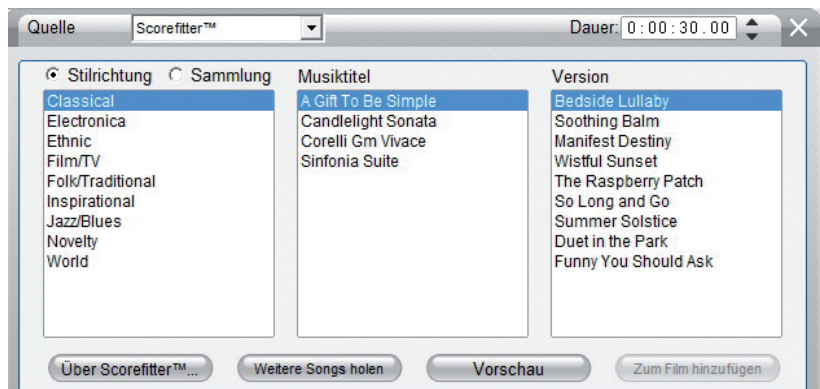 Quelle Scorefitter™ Dauer: 0:00:30.00
Stilrichtung Sammlung Musiktitel Version
Classical
Electronica
Ethnic
Film/TV
Folk/Traditional
Inspirational
Jazz/Blues
Novelty
World
A Gift To Be Simple
Candlelight Sonata
Corelli Gm Vivace
Sinfonia Suite
Bedside Lullaby
Soothing Balm
Manifest Destiny
Wistful Sunset
The Raspberry Patch
So Long and Go
Summer Solstice
Duet in the Park
Funny You Should Ask
Über Scorefitter™... Weitere Songs holen Vorschau Zum Film hinzufügen